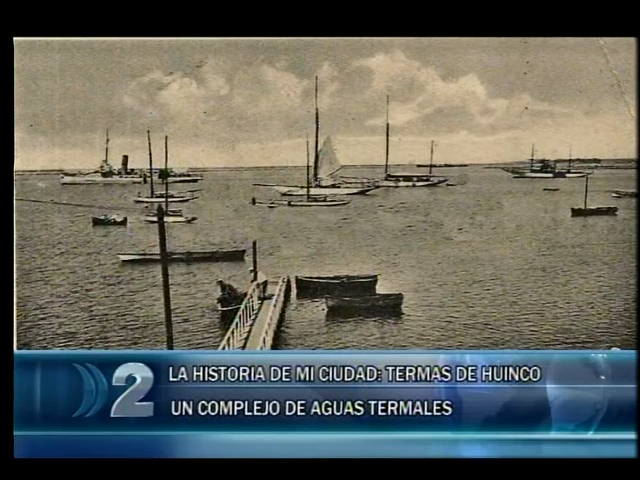 2
LA HISTORIA DE MI CIUDAD: TERMAS DE HUINCO
UN COMPLEJO DE AGUAS TERMALES